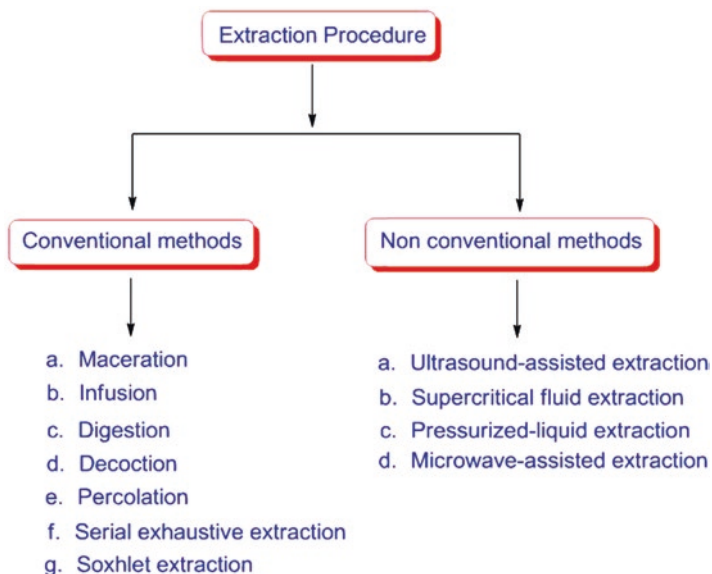 Extraction Procedure
Conventional methods
a. Maceration
b. Infusion
c. Digestion
d. Decoction
e. Percolation
f. Serial exhaustive extraction
g. Soxhlet extraction
Non conventional methods
a. Ultrasound-assisted extraction
b. Supercritical fluid extraction
c. Pressurized-liquid extraction
d. Microwave-assisted extraction